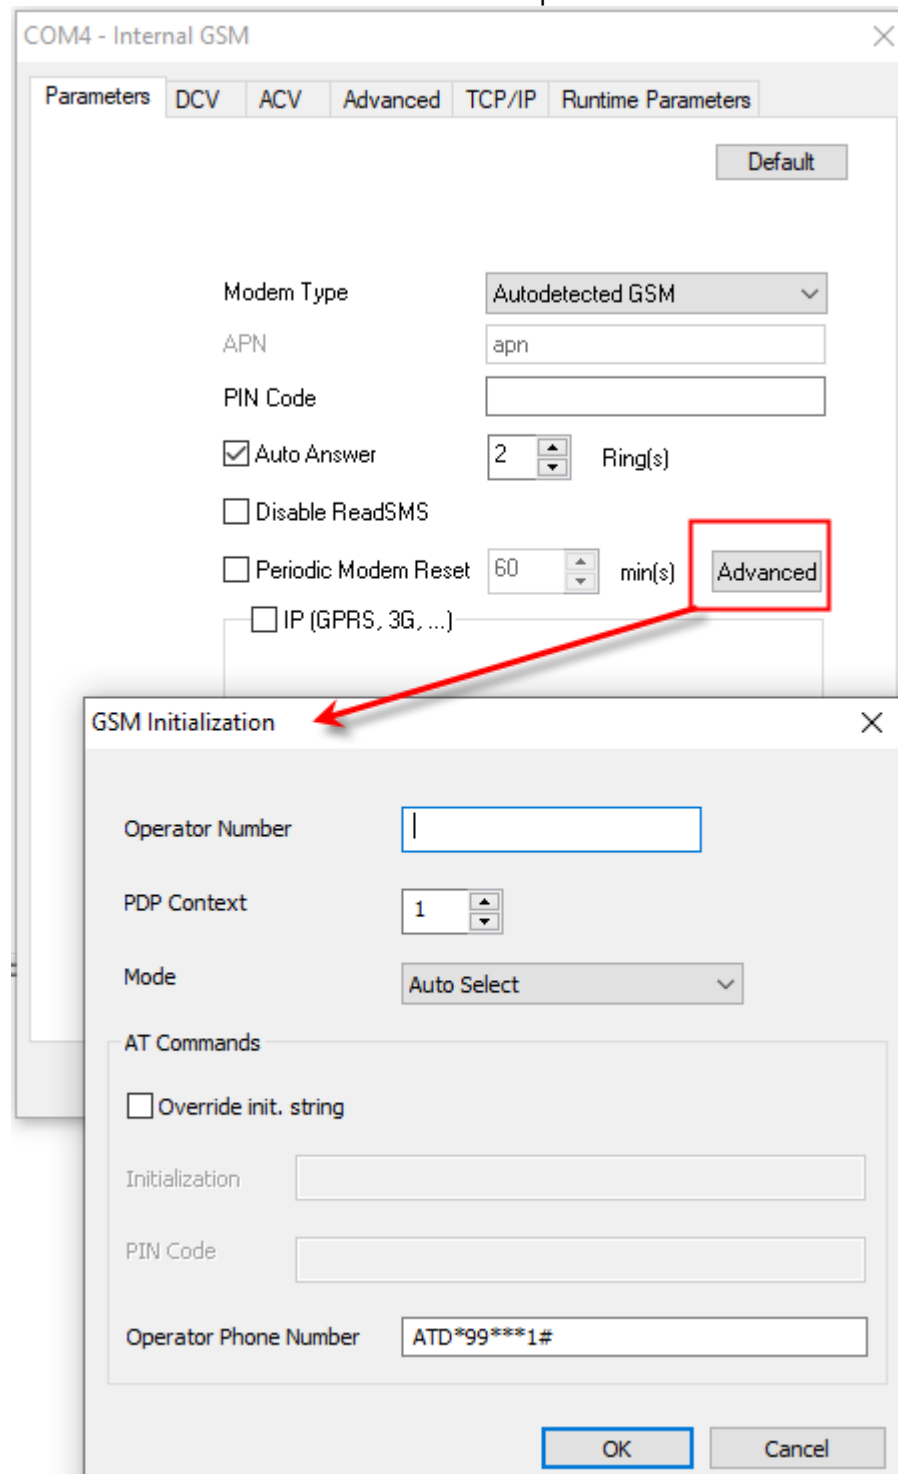 COM4 - Internal GSM
Parameters DCV ACV Advanced TCP/IP Runtime Parameters
Default
Modem Type Autodetected GSM
APN apn
PIN Code
Auto Answer 2 Ring(s)
Disable ReadSMS
Periodic Modem Reset 60 min(s) Advanced
IP (GPRS, 3G, ...)
GSM Initialization
Operator Number
PDP Context 1
Mode Auto Select
AT Commands
Override init. string
Initialization
PIN Code
Operator Phone Number ATD*99***1#
OK Cancel